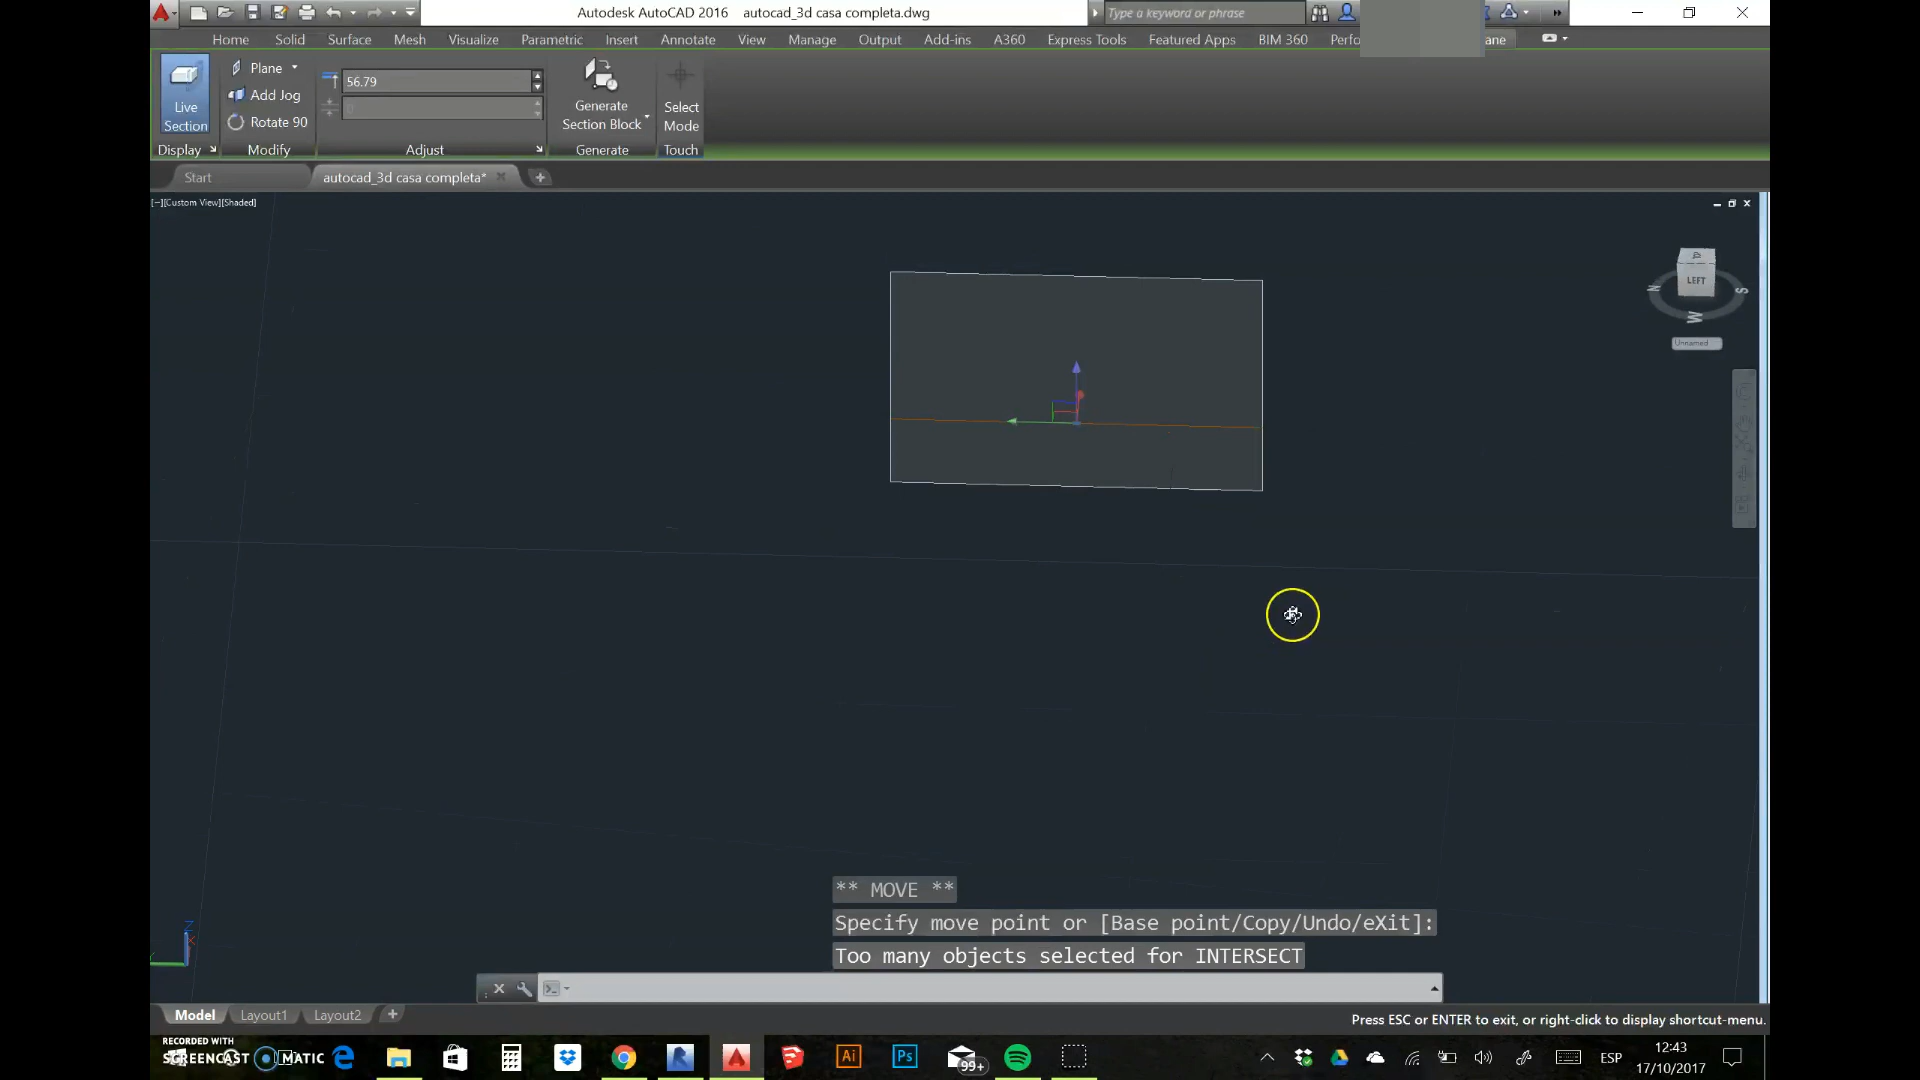 Autodesk AutoCAD 2016 autocad_3d casa completa.dwg
Type a keyword or phrase
Home Solid Surface Mesh Visualize Parametric Insert Annotate View Manage Output Add-ins A360 Express Tools Featured Apps BIM 360 Perfo ane
Plane
56.79
Live
Section
Add Jog
0
Rotate 90
Generate
Section Block
Select
Mode
Display Modify Adjust Generate Touch
Start autocad_3d casa completa*
[−][Custom View][Shaded]
LEFT
N
S
W
Unnamed
** MOVE **
Specify move point or [Base point/Copy/Undo/eXit]:
Too many objects selected for INTERSECT
Z
X
Model Layout1 Layout2
Press ESC or ENTER to exit, or right-click to display shortcut-menu.
RECORDED WITH
SCREENCAST MATIC
Ai
Ps
99+
ESP
12:43
17/10/2017